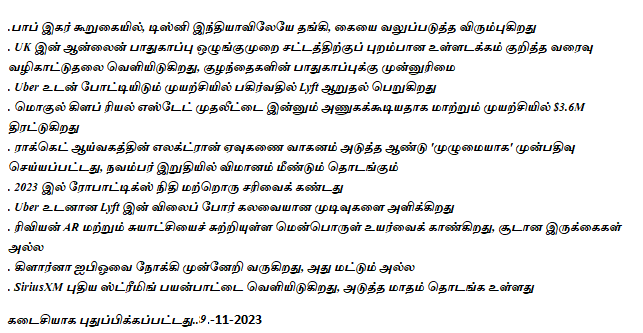 .பாப் இகர் கூறுகையில், டிஸ்னி இந்தியாவிலேயே தங்கி, கையை வலுப்படுத்த விரும்புகிறது
. UK இன் ஆன்லைன் பாதுகாப்பு ஒழுங்குமுறை சட்டத்திற்குப் புறம்பான உள்ளடக்கம் குறித்த வரைவு
வழிகாட்டுதலை வெளியிடுகிறது, குழந்தைகளின் பாதுகாப்புக்கு முன்னுரிமை
. Uber உடன் போட்டியிடும் முயற்சியில் பகிர்வதில் Lyft ஆறுதல் பெறுகிறது
. மொகுல் கிளப் ரியல் எஸ்டேட் முதலீட்டை இன்னும் அணுகக்கூடியதாக மாற்றும் முயற்சியில் $3.6M
திரட்டுகிறது
. ராக்கெட் ஆய்வகத்தின் எலக்ட்ரான் ஏவுகணை வாகனம் அடுத்த ஆண்டு 'முழுமையாக' முன்பதிவு
செய்யப்பட்டது, நவம்பர் இறுதியில் விமானம் மீண்டும் தொடங்கும்
. 2023 இல் ரோபாட்டிக்ஸ் நிதி மற்றொரு சரிவைக் கண்டது
. Uber உடனான Lyft இன் விலைப் போர் கலவையான முடிவுகளை அளிக்கிறது
. ரிவியன் AR மற்றும் சுயாட்சியைச் சுற்றியுள்ள மென்பொருள் உயர்வைக் காண்கிறது, சூடான இருக்கைகள்
அல்ல
. கிளார்னா ஐபிஓவை நோக்கி முன்னேறி வருகிறது, அது மட்டும் அல்ல
. SiriusXM புதிய ஸ்ட்ரீமிங் பயன்பாட்டை வெளியிடுகிறது, அடுத்த மாதம் தொடங்க உள்ளது
கடைசியாக புதுப்பிக்கப்பட்டது..9.-11-2023